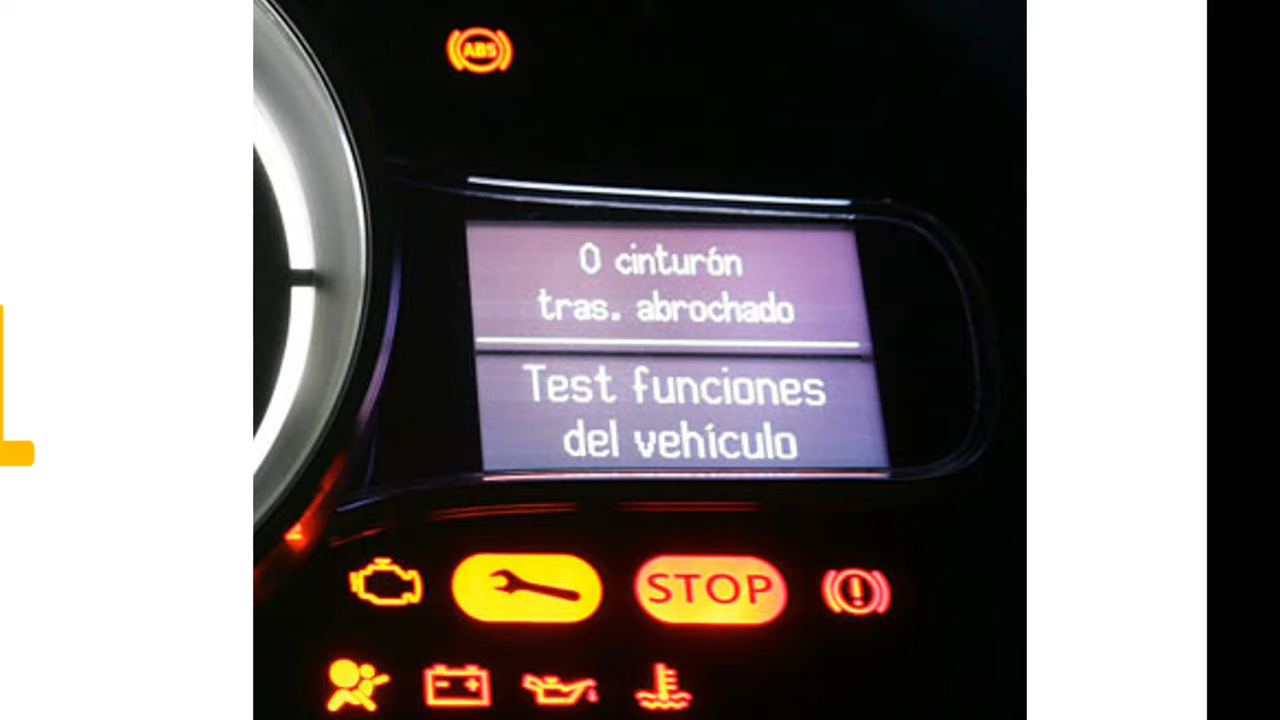 ABS
0 cinturón
tras. abrochado
Test funciones
del vehículo
STOP